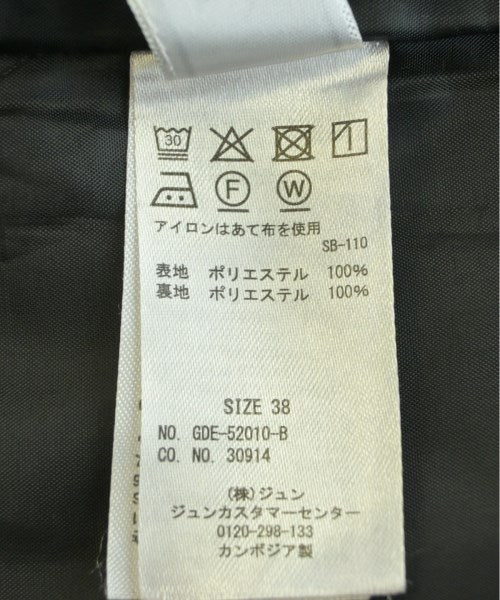 30
F W
アイロンはあて布を使用
SB-110
表地 ポリエステル 100%
裏地 ポリエステル 100%
SIZE 38
NO. GDE-52010-B
CO. NO. 30914
(株)ジュン
ジュンカスタマーセンター
0120-298-133
カンボジア製